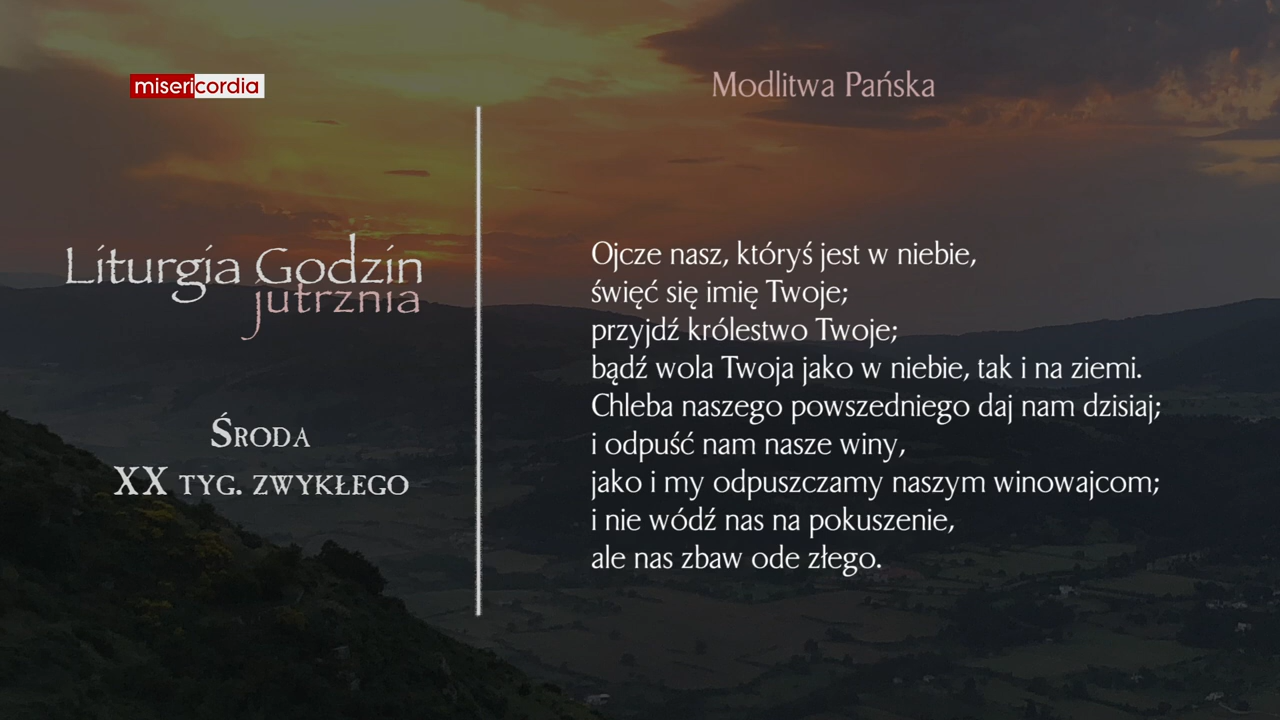 misericordia
Liturgia Godzin
jutrznia
Środa
XX tyg. zwykłego
Modlitwa Pańska
Ojcze nasz, któryś jest w niebie,
święć się imię Twoje;
przyjdź królestwo Twoje;
bądź wola Twoja jako w niebie, tak i na ziemi.
Chleba naszego powszedniego daj nam dzisiaj;
i odpuść nam nasze winy,
jako i my odpuszczamy naszym winowajcom;
i nie wódź nas na pokuszenie,
ale nas zbaw ode złego.